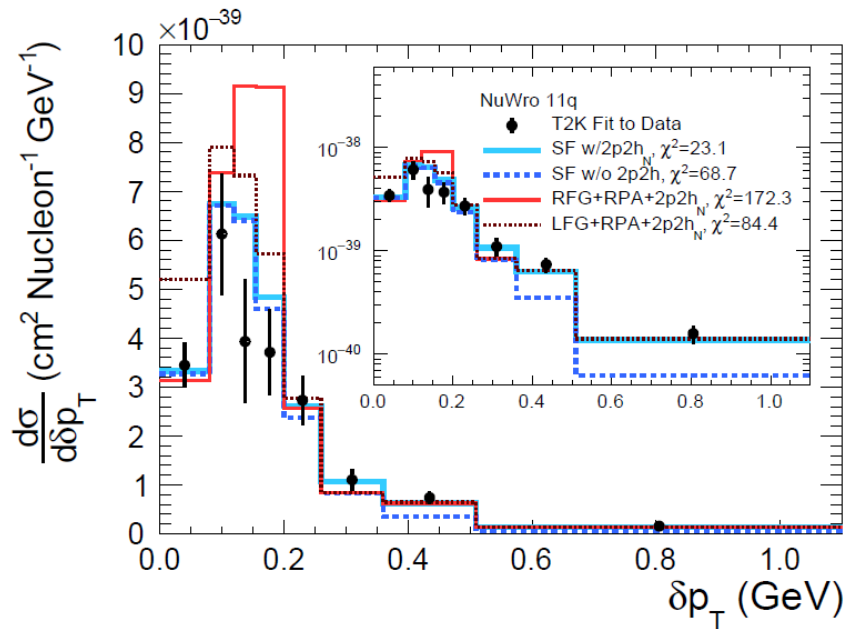 ×10⁻³⁹
dσ/dδp_T (cm² Nucleon⁻¹ GeV⁻¹)
10
9
8
7
6
5
4
3
2
1
0
0.0 0.2 0.4 0.6 0.8 1.0
δp_T (GeV)
NuWro 11q
T2K Fit to Data
SF w/2p2h_N, χ²=23.1
SF w/o 2p2h, χ²=68.7
RFG+RPA+2p2h_N, χ²=172.3
LFG+RPA+2p2h_N, χ²=84.4
10⁻³⁸
10⁻³⁹
10⁻⁴⁰
0.0 0.2 0.4 0.6 0.8 1.0